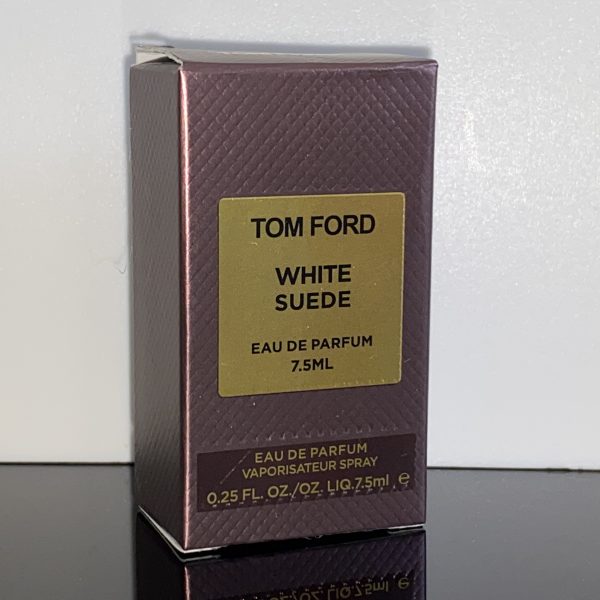 TOM FORD
WHITE
SUEDE
EAU DE PARFUM
7.5ML
EAU DE PARFUM
VAPORISATEUR SPRAY
0.25 FL. OZ./OZ. LIQ.7.5ml ℮